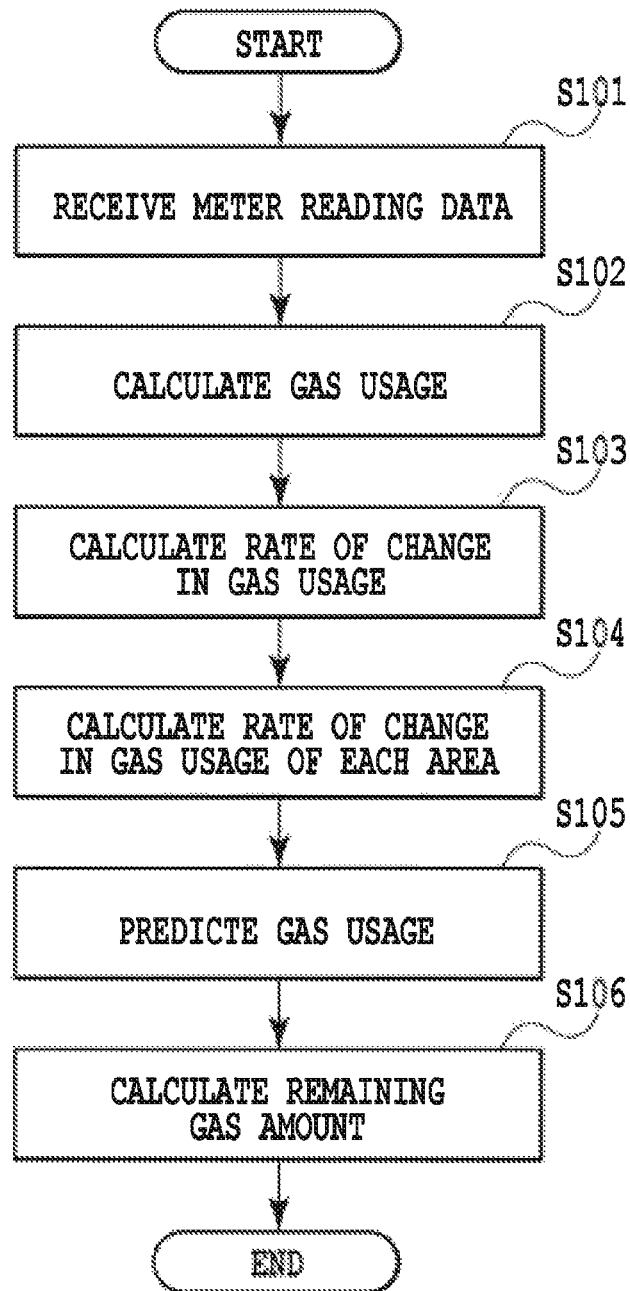 START
S101
RECEIVE METER READING DATA
S102
CALCULATE GAS USAGE
S103
CALCULATE RATE OF CHANGE
IN GAS USAGE
S104
CALCULATE RATE OF CHANGE
IN GAS USAGE OF EACH AREA
S105
PREDICTE GAS USAGE
S106
CALCULATE REMAINING
GAS AMOUNT
END